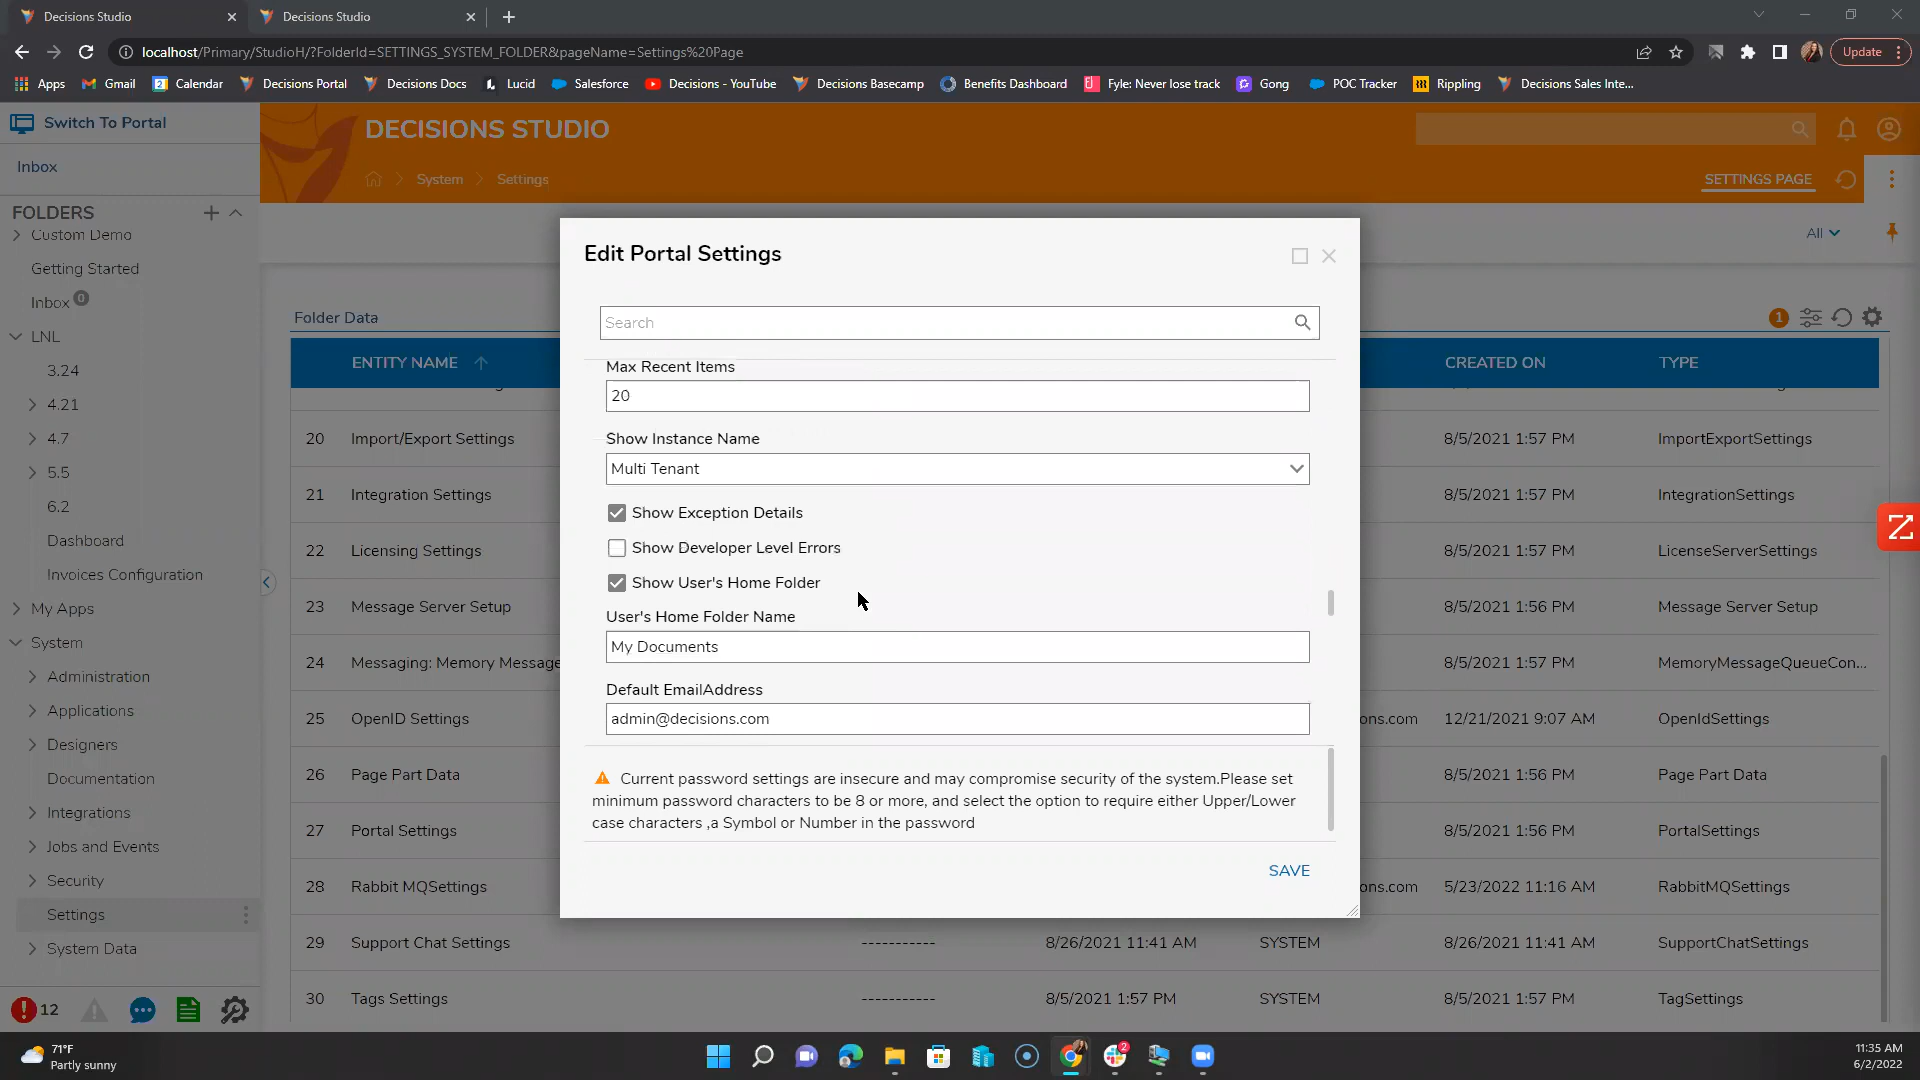 Decisions Studio
Decisions Studio
localhost/Primary/StudioH/?FolderId=SETTINGS_SYSTEM_FOLDER&pageName=Settings%20Page
Update
Apps
Gmail
Calendar
Decisions Portal
Decisions Docs
Lucid
Salesforce
Decisions - YouTube
Decisions Basecamp
Benefits Dashboard
Fyle: Never lose track
Gong
POC Tracker
Rippling
Decisions Sales Inte...
Switch To Portal
Inbox
FOLDERS
Custom Demo
Getting Started
Inbox 0
LNL
3.24
4.21
4.7
5.5
6.2
Dashboard
Invoices Configuration
My Apps
System
Administration
Applications
Designers
Documentation
Integrations
Jobs and Events
Security
Settings
System Data
12
DECISIONS STUDIO
System
Settings
SETTINGS PAGE
All
Folder Data
1
ENTITY NAME
CREATED ON
TYPE
20 Import/Export Settings 8/5/2021 1:57 PM ImportExportSettings
21 Integration Settings 8/5/2021 1:57 PM IntegrationSettings
22 Licensing Settings 8/5/2021 1:57 PM LicenseServerSettings
23 Message Server Setup 8/5/2021 1:56 PM Message Server Setup
24 Messaging: Memory Message 8/5/2021 1:57 PM MemoryMessageQueueCon...
25 OpenID Settings ons.com 12/21/2021 9:07 AM OpenIdSettings
26 Page Part Data 8/5/2021 1:56 PM Page Part Data
27 Portal Settings 8/5/2021 1:56 PM PortalSettings
28 Rabbit MQSettings ons.com 5/23/2022 11:16 AM RabbitMQSettings
29 Support Chat Settings ----------- 8/26/2021 11:41 AM SYSTEM 8/26/2021 11:41 AM SupportChatSettings
30 Tags Settings ----------- 8/5/2021 1:57 PM SYSTEM 8/5/2021 1:57 PM TagSettings
Edit Portal Settings
Search
Max Recent Items
20
Show Instance Name
Multi Tenant
Show Exception Details
Show Developer Level Errors
Show User's Home Folder
User's Home Folder Name
My Documents
Default EmailAddress
admin@decisions.com
Current password settings are insecure and may compromise security of the system.Please set
minimum password characters to be 8 or more, and select the option to require either Upper/Lower
case characters ,a Symbol or Number in the password
SAVE
71°F
Partly sunny
2
11:35 AM
6/2/2022